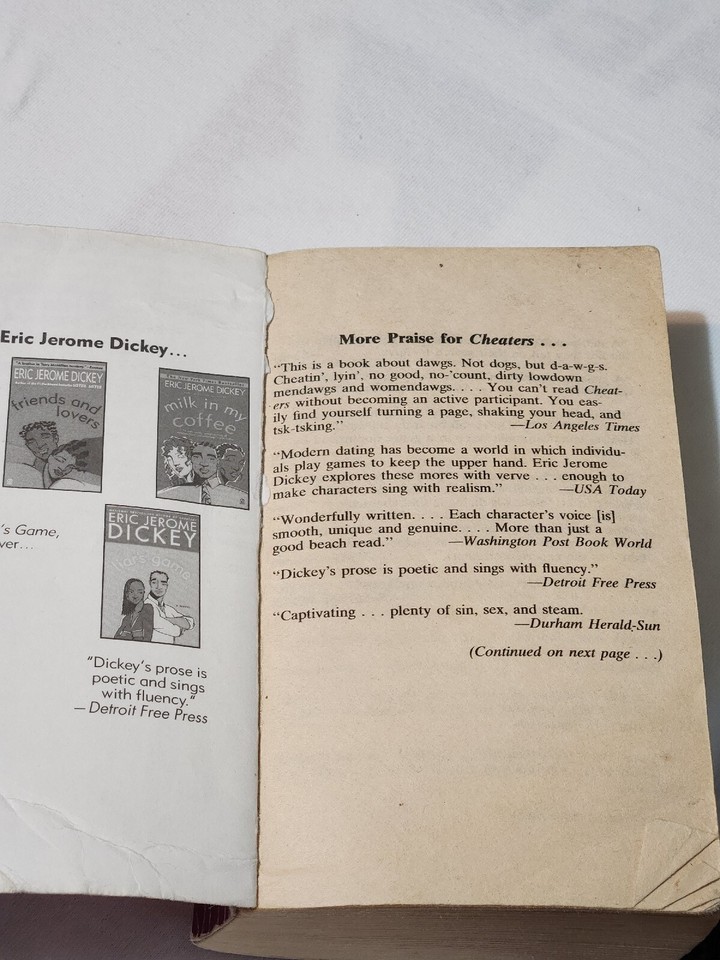 Eric Jerome Dickey...
ERIC JEROME DICKEY
friends and
lovers
ERIC JEROME DICKEY
milk in my
coffee
's Game,
ver...
ERIC JEROME
DICKEY
liar's game
"Dickey's prose is
poetic and sings
with fluency."
—Detroit Free Press
More Praise for Cheaters . . .
"This is a book about dawgs. Not dogs, but d-a-w-g-s.
Cheatin', lyin', no good, no-'count, dirty lowdown
mendawgs and womendawgs. . . . You can't read Cheat-
ers without becoming an active participant. You eas-
ily find yourself turning a page, shaking your head, and
tsk-tsking." —Los Angeles Times
"Modern dating has become a world in which individu-
als play games to keep the upper hand. Eric Jerome
Dickey explores these mores with verve . . . enough to
make characters sing with realism." —USA Today
"Wonderfully written. . . . Each character's voice [is]
smooth, unique and genuine. . . . More than just a
good beach read." —Washington Post Book World
"Dickey's prose is poetic and sings with fluency."
—Detroit Free Press
"Captivating . . . plenty of sin, sex, and steam.
—Durham Herald-Sun
(Continued on next page . . .)